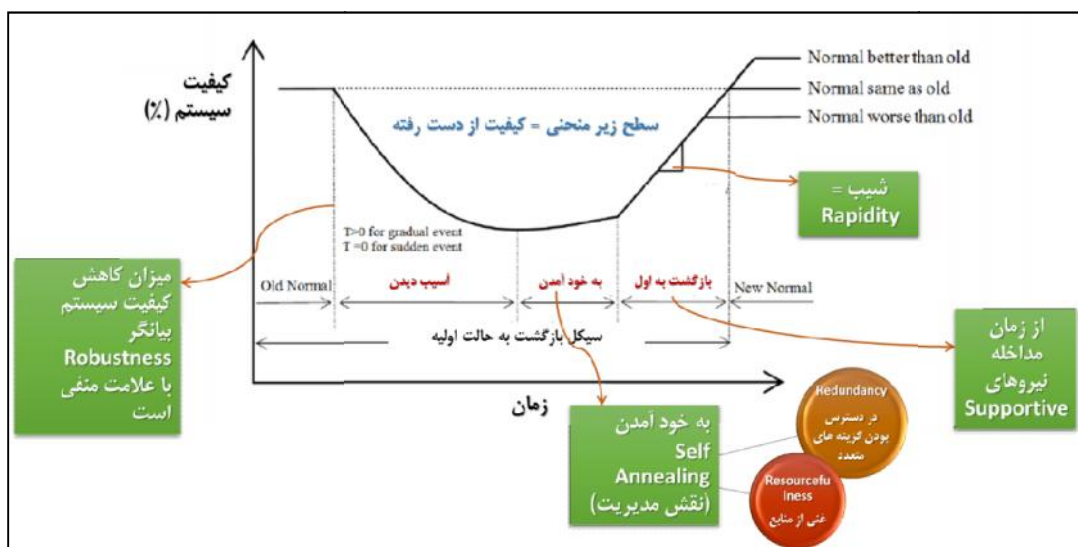 کیفیت
سیستم (٪)
Normal better than old
Normal same as old
Normal worse than old
سطح زیر منحنی = کیفیت از دست رفته
شیب =
Rapidity
T>0 for gradual event
T =0 for sudden event
میزان کاهش
کیفیت سیستم
بیانگر
Robustness
با علامت منفی
است
Old Normal
آسیب دیدن
به خود آمدن
بازگشت به اول
New Normal
سیکل بازگشت به حالت اولیه
زمان
از زمان
مداخله
نیروهای
Supportive
به خود آمدن
Self
Annealing
(نقش مدیریت)
Redundancy
در دسترس
بودن گزینه های
متعدد
Resourcefu
lness
غنی از منابع